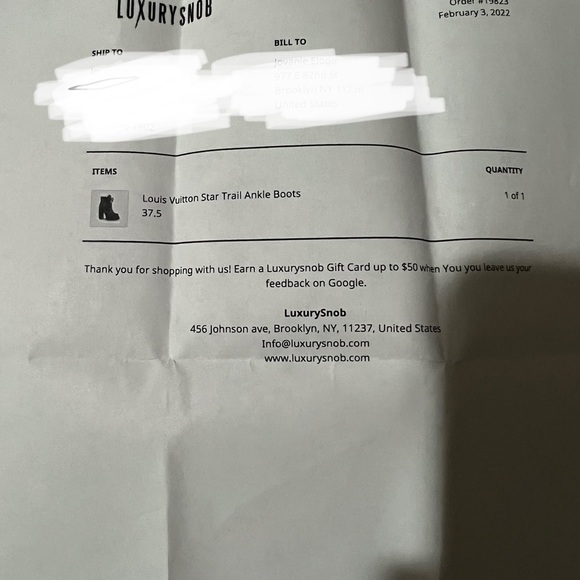 LUXURYSNOB
Order #19823
February 3, 2022
SHIP TO
BILL TO
United States
ITEMS
QUANTITY
Louis Vuitton Star Trail Ankle Boots
37.5
1 of 1
Thank you for shopping with us! Earn a Luxurysnob Gift Card up to $50 when You you leave us your
feedback on Google.
LuxurySnob
456 Johnson ave, Brooklyn, NY, 11237, United States
Info@luxurysnob.com
www.luxurysnob.com